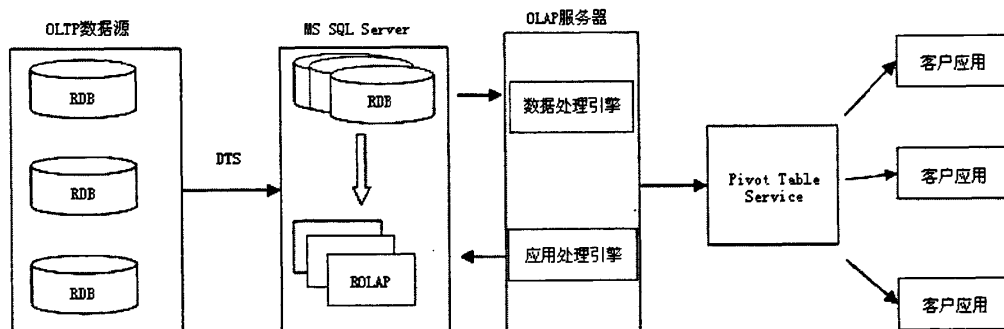 OLTP数据源
RDB
RDB
RDB
DTS
MS SQL Server
RDB
ROLAP
OLAP服务器
数据处理引擎
应用处理引擎
Pivot Table
Service
客户应用
客户应用
客户应用